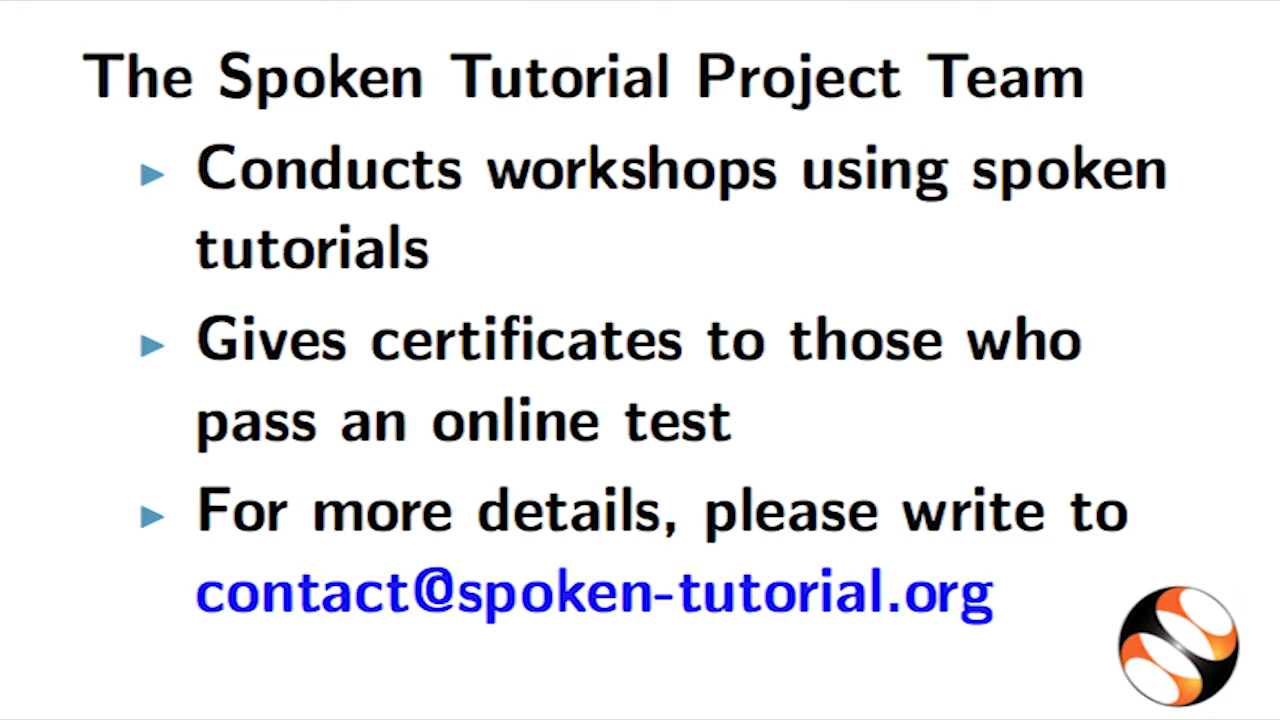 The Spoken Tutorial Project Team
▶ Conducts workshops using spoken
tutorials
▶ Gives certificates to those who
pass an online test
▶ For more details, please write to
contact@spoken-tutorial.org